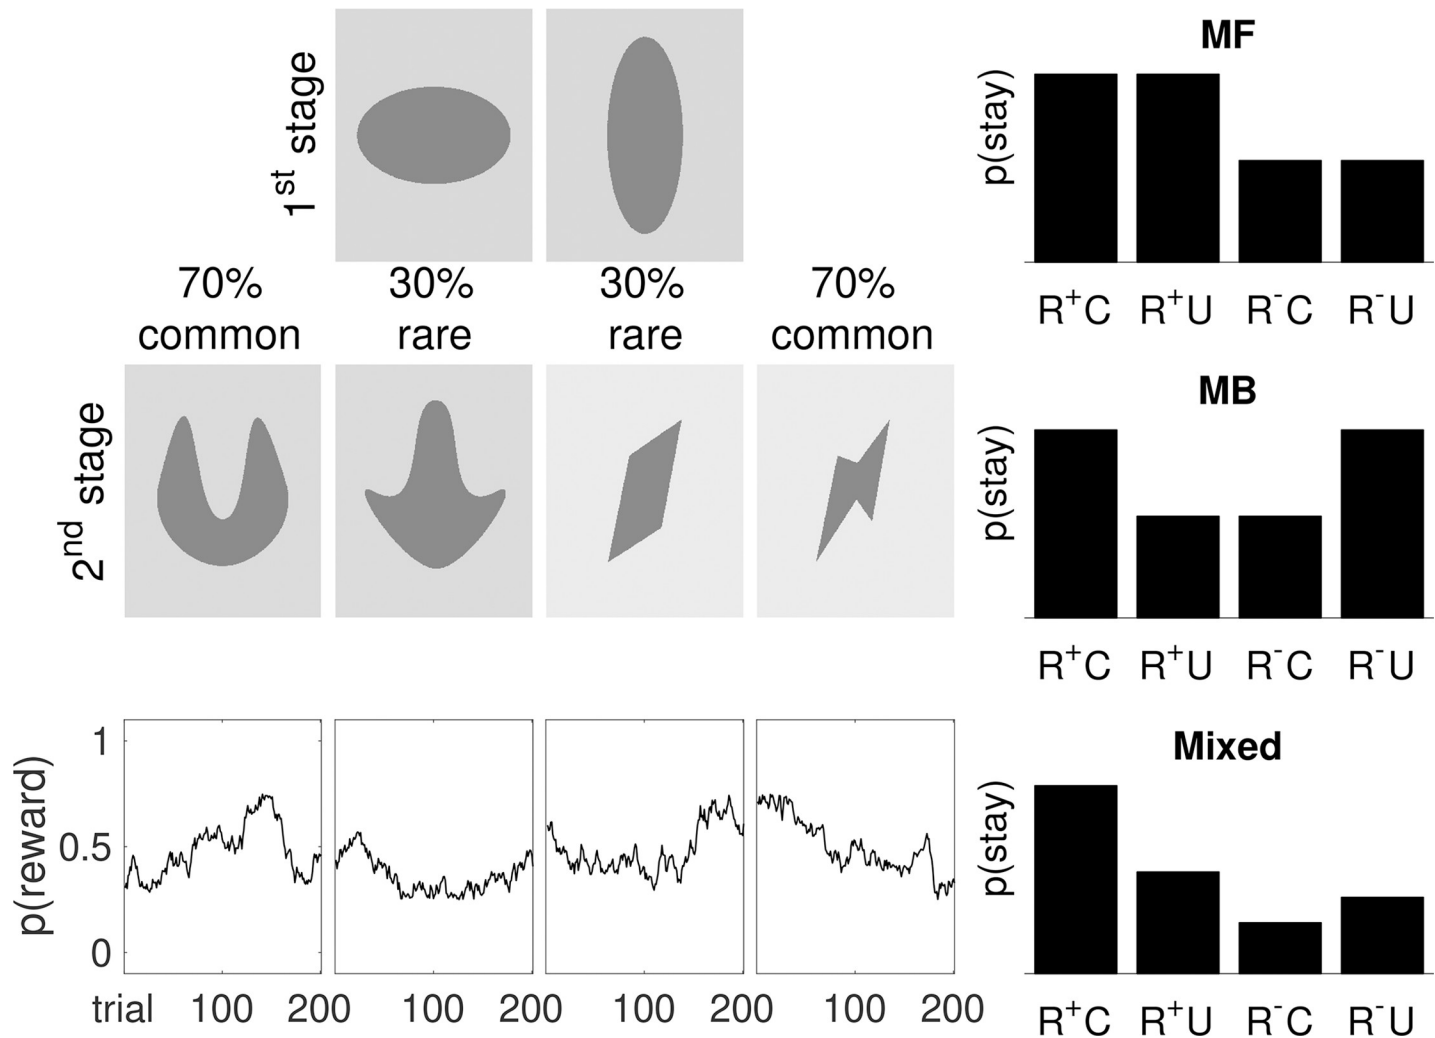 1st stage
70% common
30% rare
30% rare
70% common
2nd stage
p(reward)
1
0.5
0
trial 100 200
100 200
100 200
100 200
MF
p(stay)
R+C R+U R-C R-U
MB
p(stay)
R+C R+U R-C R-U
Mixed
p(stay)
R+C R+U R-C R-U